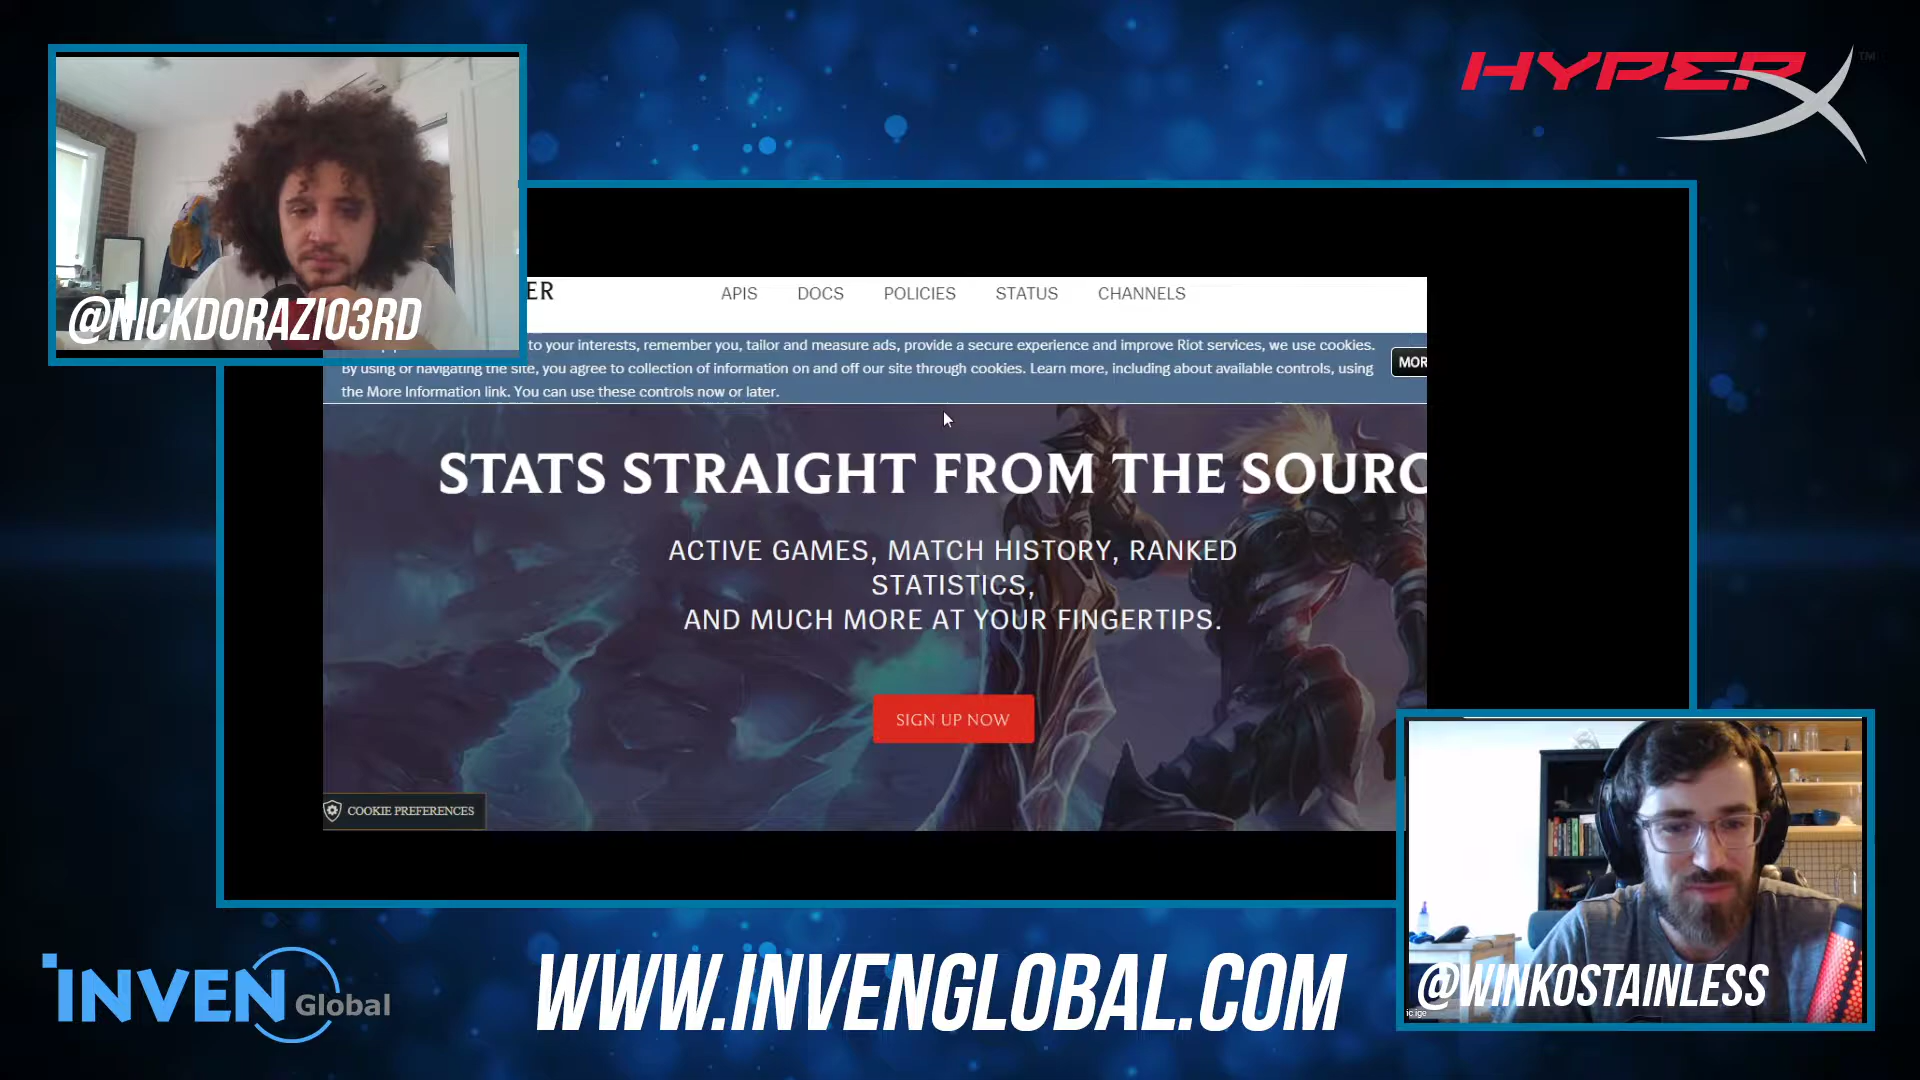 HYPERX
TM
@NICKDORAZIO3RD
ER
APIS
DOCS
POLICIES
STATUS
CHANNELS
to your interests, remember you, tailor and measure ads, provide a secure experience and improve Riot services, we use cookies.
By using or navigating the site, you agree to collection of information on and off our site through cookies. Learn more, including about available controls, using
the More Information link. You can use these controls now or later.
MOR
STATS STRAIGHT FROM THE SOURC
ACTIVE GAMES, MATCH HISTORY, RANKED
STATISTICS,
AND MUCH MORE AT YOUR FINGERTIPS.
SIGN UP NOW
COOKIE PREFERENCES
@WINKOSTAINLESS
INVEN Global
WWW.INVENGLOBAL.COM